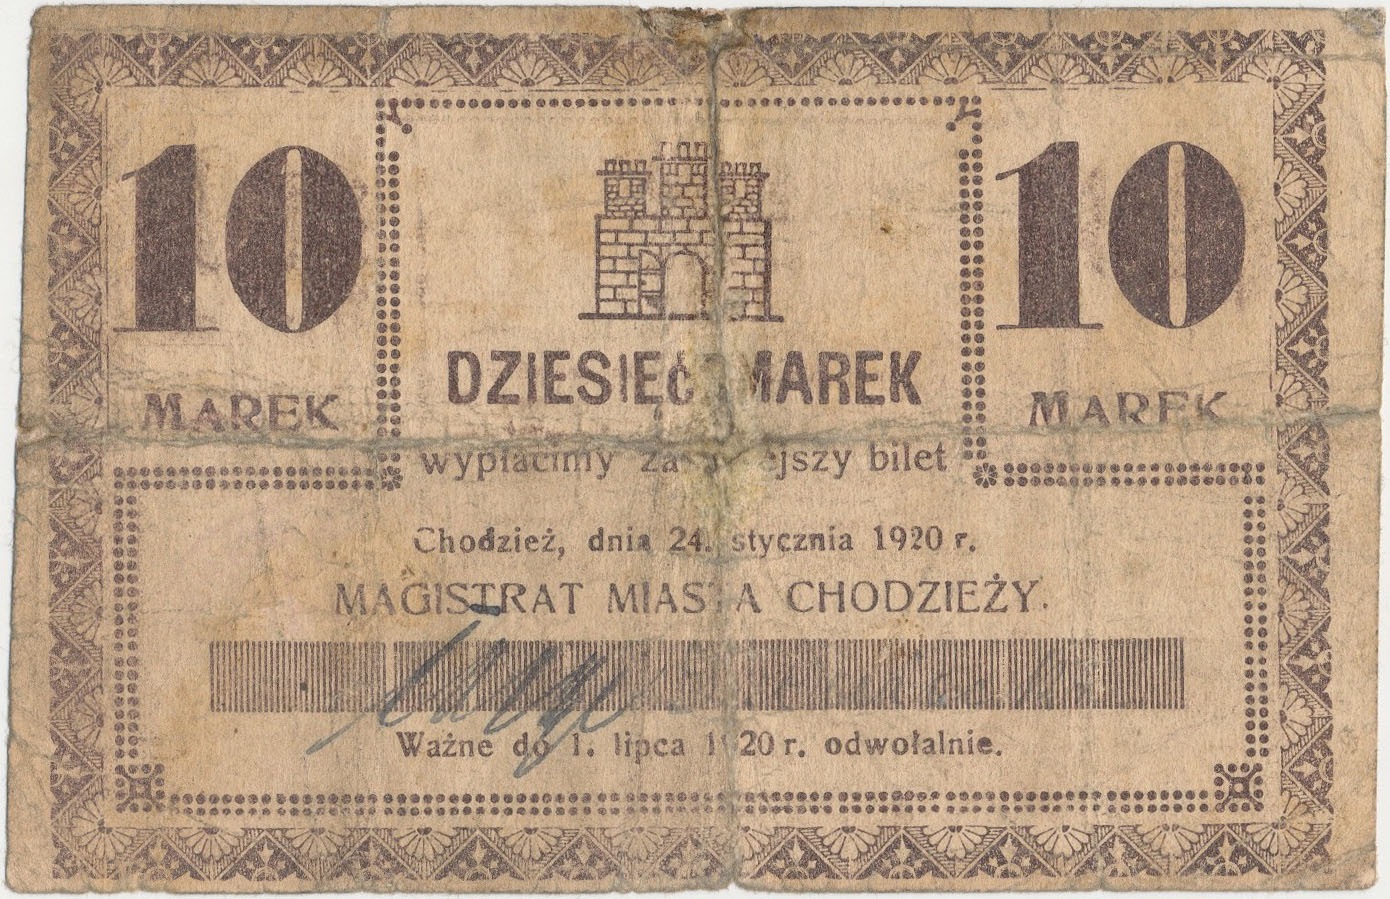 10 10
DZIESIĘĆ MAREK
MAREK MAREK
wypłacimy za niniejszy bilet
Chodzież, dnia 24. stycznia 1920 r.
MAGISTRAT MIASTA CHODZIEŻY.
Ważne do 1. lipca 1920 r. odwołalnie.